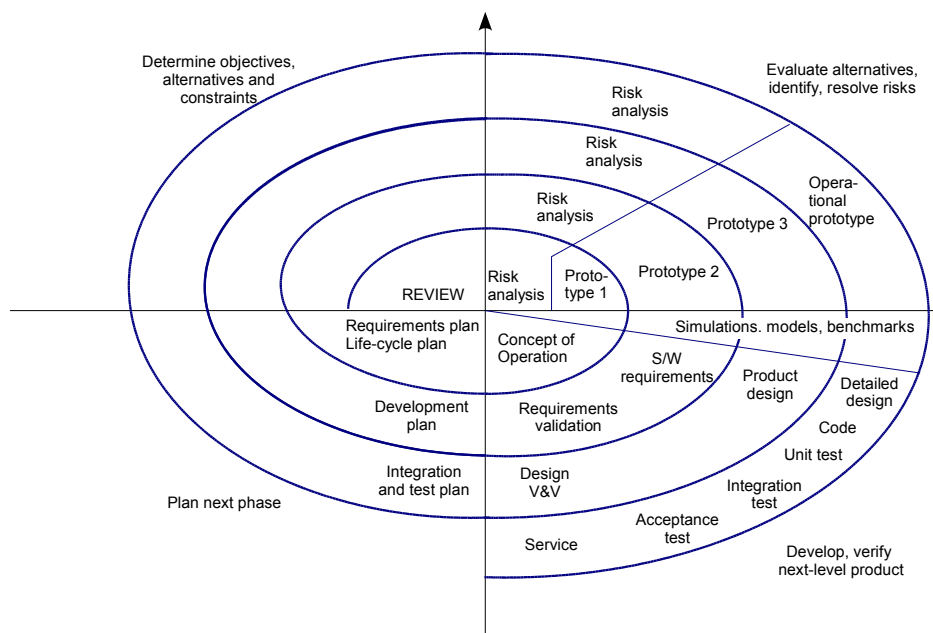 Determine objectives,
alternatives and
constraints
Evaluate alternatives,
identify, resolve risks
Risk
analysis
Risk
analysis
Risk
analysis
Risk
analysis
Proto-
type 1
Prototype 2
Prototype 3
Opera-
tional
prototype
REVIEW
Simulations. models, benchmarks
Requirements plan
Life-cycle plan
Concept of
Operation
S/W
requirements
Product
design
Detailed
design
Development
plan
Requirements
validation
Code
Unit test
Integration
and test plan
Design
V&V
Integration
test
Plan next phase
Acceptance
test
Service
Develop, verify
next-level product